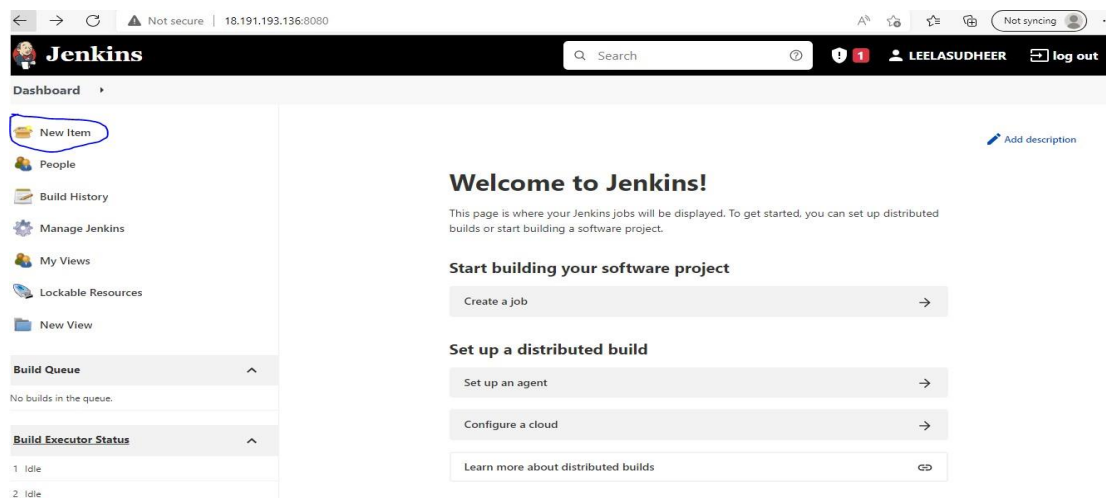 Not secure | 18.191.193.136:8080
Not syncing
Jenkins
Search
1
LEELASUDHEER
log out
Dashboard
New Item
People
Build History
Manage Jenkins
My Views
Lockable Resources
New View
Build Queue
No builds in the queue.
Build Executor Status
1 Idle
2 Idle
Add description
Welcome to Jenkins!
This page is where your Jenkins jobs will be displayed. To get started, you can set up distributed
builds or start building a software project.
Start building your software project
Create a job
Set up a distributed build
Set up an agent
Configure a cloud
Learn more about distributed builds